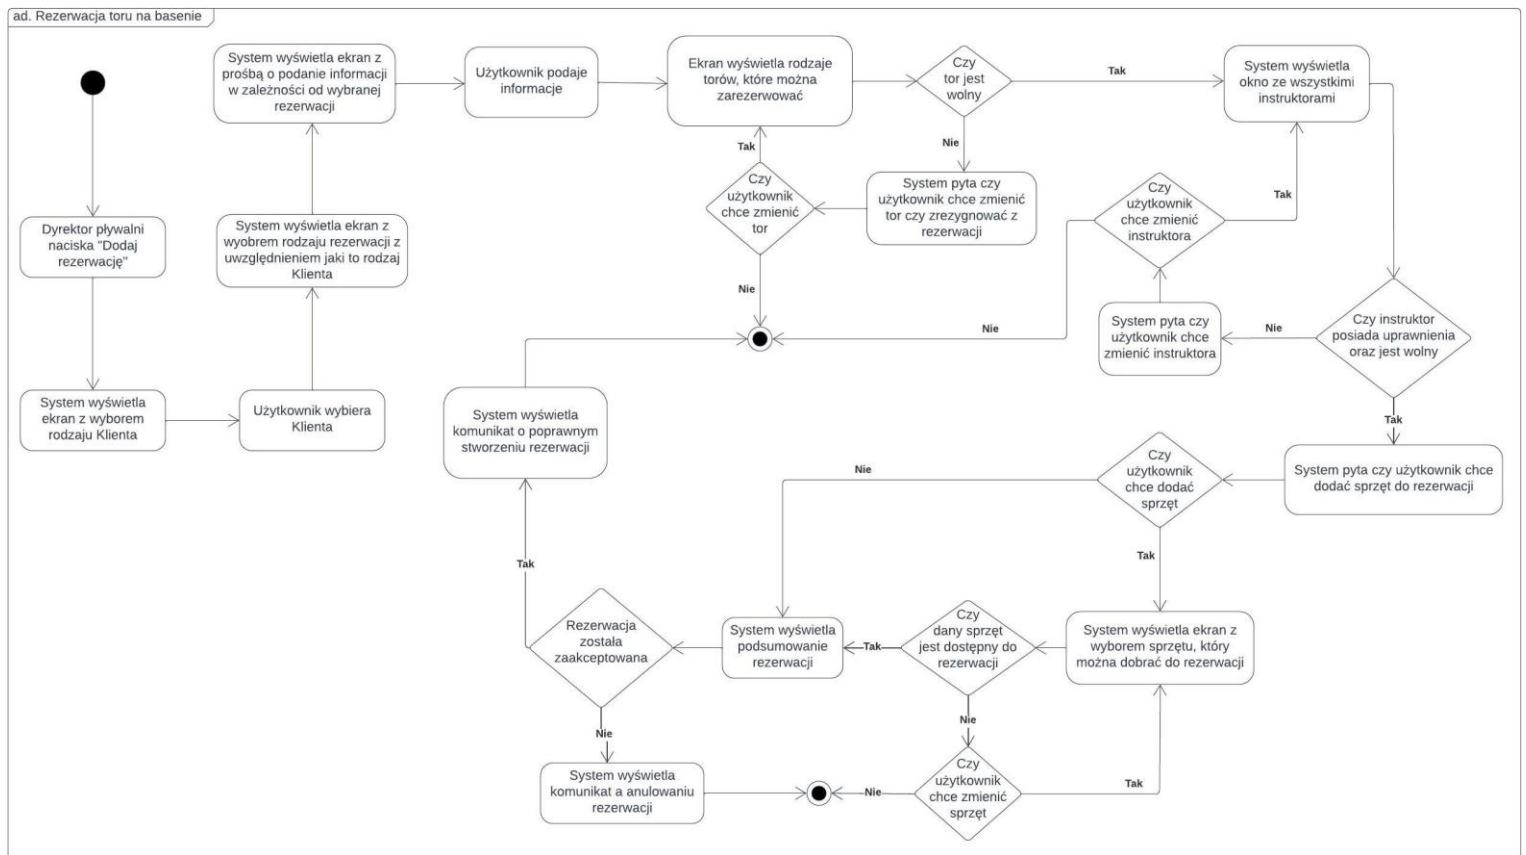 ad. Rezerwacja toru na basenie
Dyrektor pływalni
naciska "Dodaj
rezerwację"
System wyświetla
ekran z wyborem
rodzaju Klienta
Użytkownik wybiera
Klienta
System wyświetla ekran z
wyobrem rodzaju rezerwacji z
uwzględnieniem jaki to rodzaj
Klienta
System wyświetla ekran z
prośbą o podanie informacji
w zależności od wybranej
rezerwacji
Użytkownik podaje
informacje
Ekran wyświetla rodzaje
torów, które można
zarezerwować
Czy
tor jest
wolny
Tak
Nie
System pyta czy
użytkownik chce zmienić
tor czy zrezygnować z
rezerwacji
Czy
użytkownik
chce zmienić
tor
Tak
Nie
System wyświetla
okno ze wszystkimi
instruktorami
Czy instruktor
posiada uprawnienia
oraz jest wolny
Nie
System pyta czy
użytkownik chce
zmienić instruktora
Czy
użytkownik
chce zmienić
instruktora
Tak
Nie
Tak
System pyta czy użytkownik chce
dodać sprzęt do rezerwacji
Czy
użytkownik
chce dodać
sprzęt
Nie
Tak
System wyświetla ekran z
wyborem sprzętu, który
można dobrać do rezerwacji
Czy
dany sprzęt
jest dostępny do
rezerwacji
Tak
Nie
Czy
użytkownik
chce zmienić
sprzęt
Tak
Nie
System wyświetla
podsumowanie
rezerwacji
Rezerwacja
została
zaakceptowana
Tak
Nie
System wyświetla
komunikat o poprawnym
stworzeniu rezerwacji
System wyświetla
komunikat a anulowaniu
rezerwacji